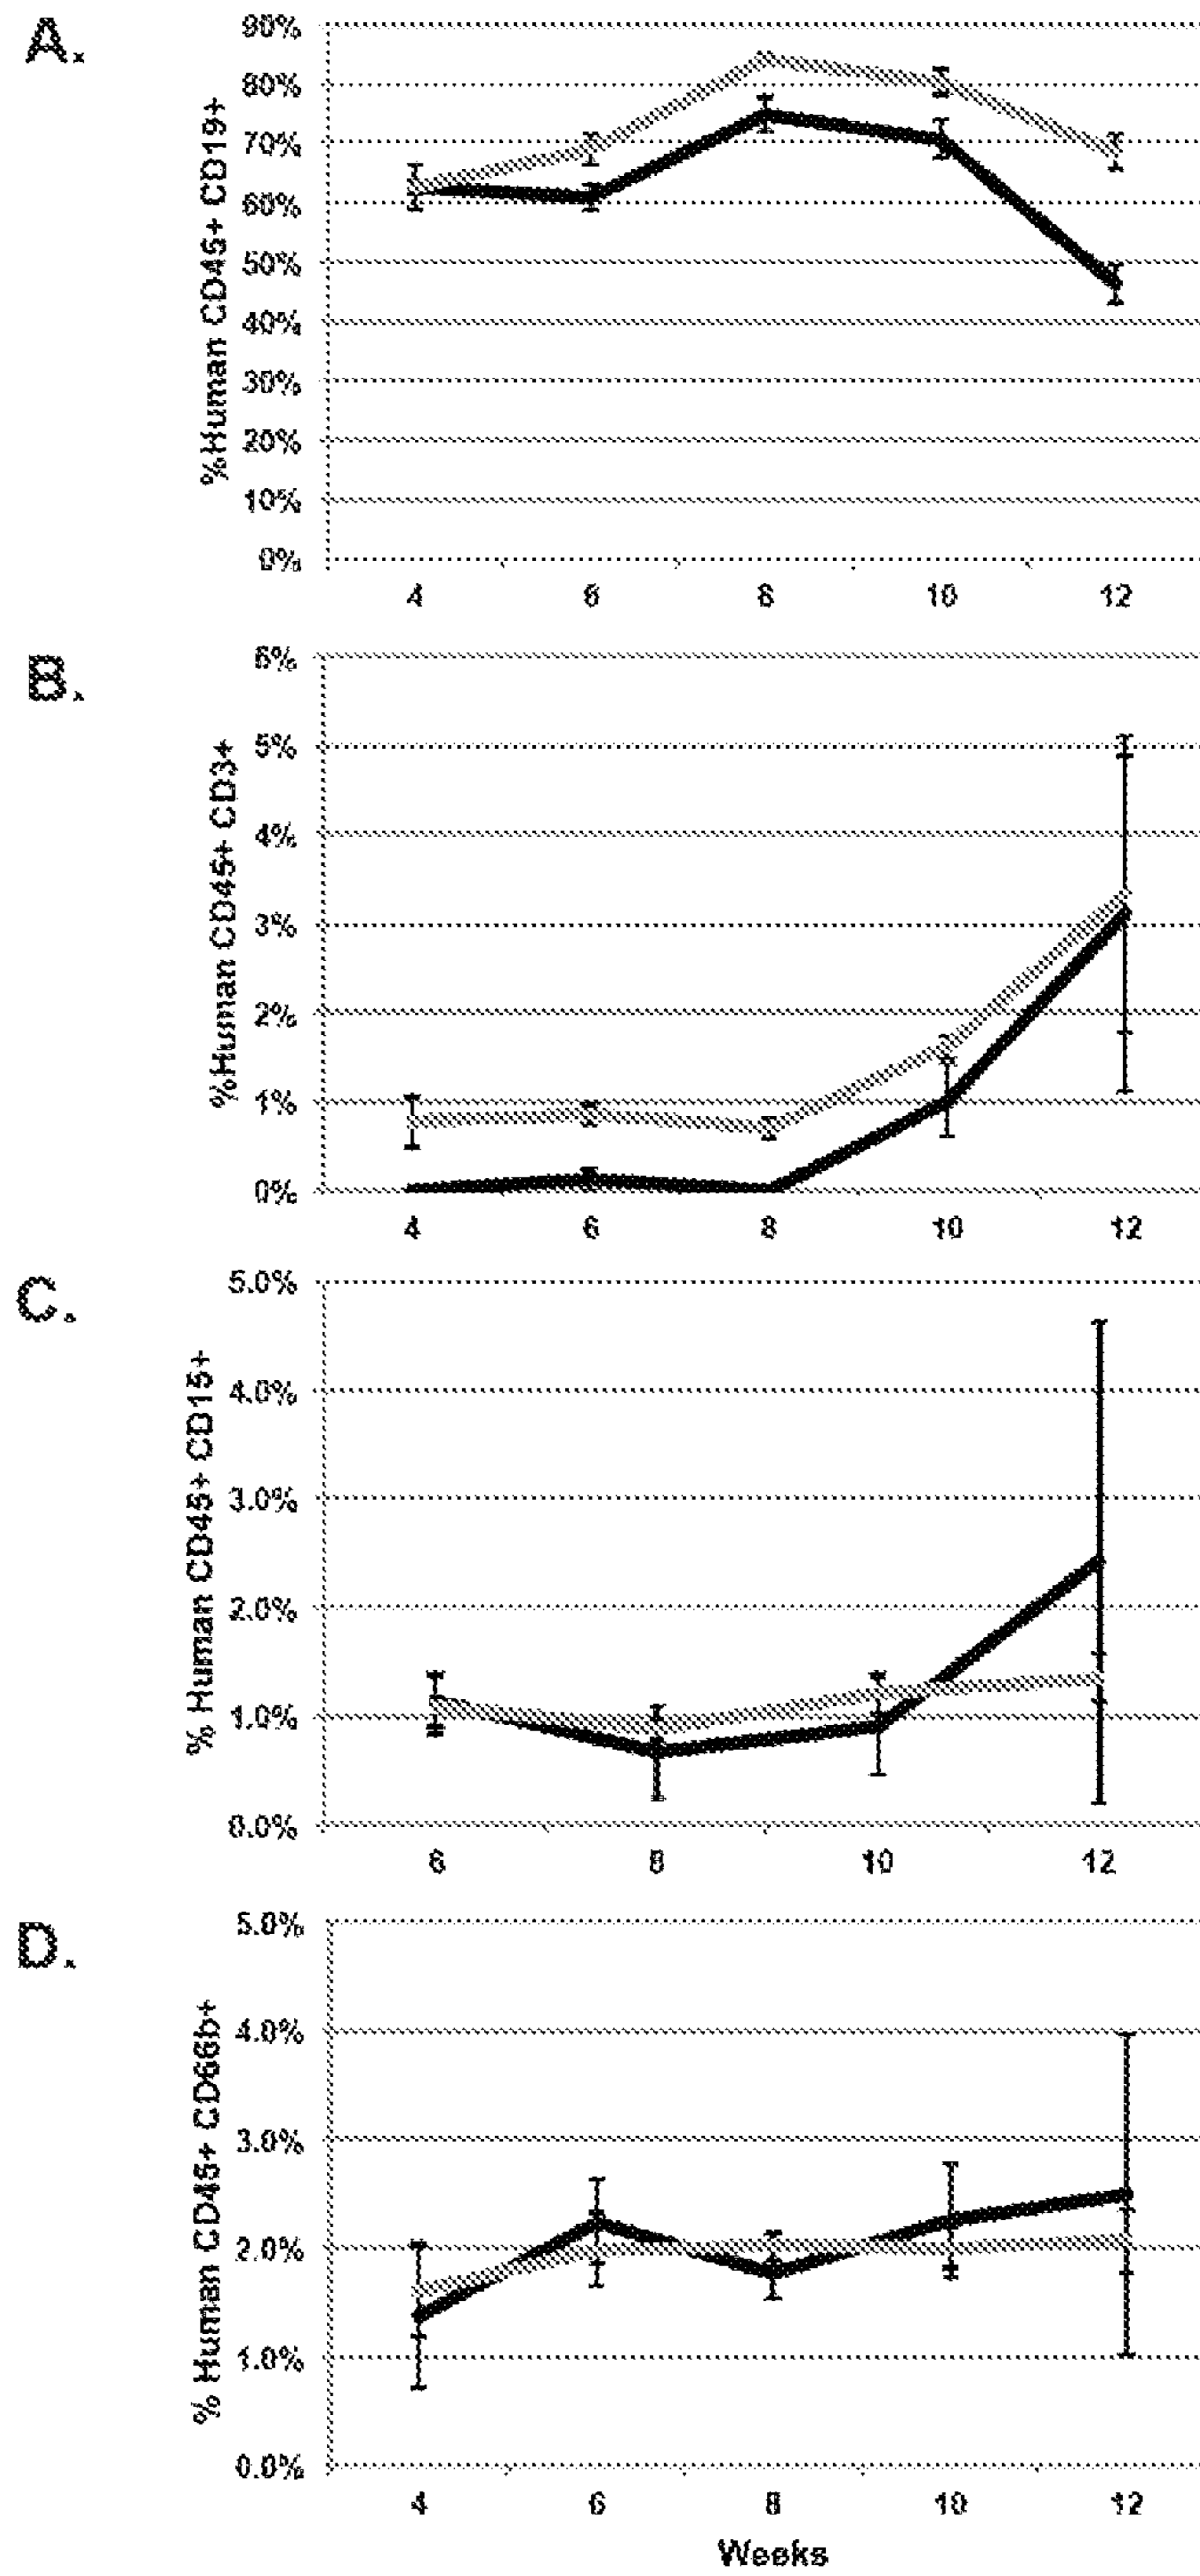 A.
%Human CD45+ CD19+
90%
80%
70%
60%
50%
40%
30%
20%
10%
0%
4 6 8 10 12
B.
%Human CD45+ CD3+
6%
5%
4%
3%
2%
1%
0%
4 6 8 10 12
C.
% Human CD45+ CD15+
5.0%
4.0%
3.0%
2.0%
1.0%
0.0%
6 8 10 12
D.
% Human CD45+ CD66b+
5.0%
4.0%
3.0%
2.0%
1.0%
0.0%
4 6 8 10 12
Weeks